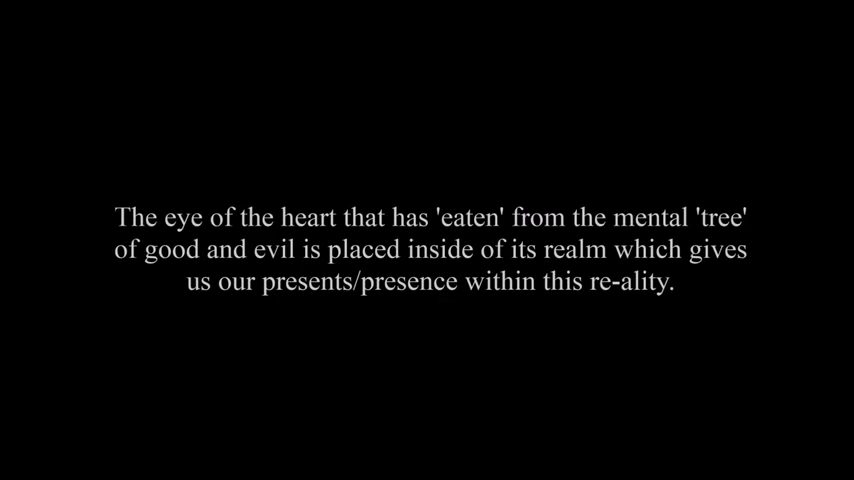 The eye of the heart that has 'eaten' from the mental 'tree'
of good and evil is placed inside of its realm which gives
us our presents/presence within this re-ality.